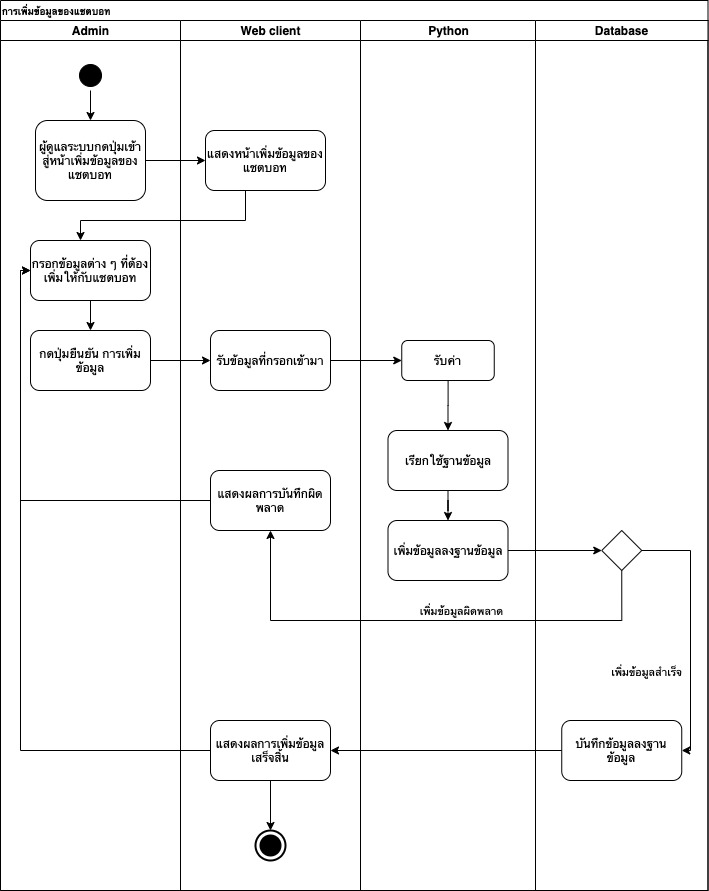 การเพิ่มข้อมูลของแชตบอท
Admin
Web client
Python
Database
ผู้ดูแลระบบกดปุ่มเข้า
สู่หน้าเพิ่มข้อมูลของ
แชตบอท
แสดงหน้าเพิ่มข้อมูลของ
แชตบอท
กรอกข้อมูลต่าง ๆ ที่ต้อง
เพิ่มให้กับแชตบอท
กดปุ่มยืนยัน การเพิ่ม
ข้อมูล
รับข้อมูลที่กรอกเข้ามา
รับค่า
เรียกใช้ฐานข้อมูล
แสดงผลการบันทึกผิด
พลาด
เพิ่มข้อมูลลงฐานข้อมูล
เพิ่มข้อมูลผิดพลาด
เพิ่มข้อมูลสำเร็จ
แสดงผลการเพิ่มข้อมูล
เสร็จสิ้น
บันทึกข้อมูลลงฐาน
ข้อมูล